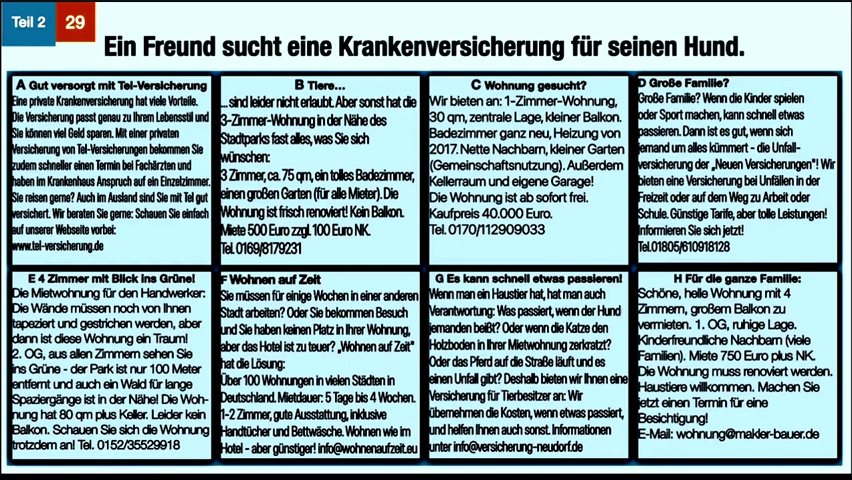 Teil 2
29
Ein Freund sucht eine Krankenversicherung für seinen Hund.
A Gut versorgt mit Tel-Versicherung
Eine private Krankenversicherung hat viele Vorteile.
Die Versicherung passt genau zu Ihrem Lebensstil und
Sie können viel Geld sparen. Mit einer privaten
Versicherung von Tel-Versicherungen bekommen Sie
zudem schneller einen Termin bei Fachärzten und
haben im Krankenhaus Anspruch auf ein Einzelzimmer.
Sie reisen gerne? Auch im Ausland sind Sie mit Tel gut
versichert. Wir beraten Sie gerne: Schauen Sie einfach
auf unserer Webseite vorbei:
www.tel-versicherung.de
B Tiere...
...sind leider nicht erlaubt. Aber sonst hat die
3-Zimmer-Wohnung in der Nähe des
Stadtparks fast alles, was Sie sich
wünschen:
3 Zimmer, ca. 75 qm, ein tolles Badezimmer,
einen großen Garten (für alle Mieter). Die
Wohnung ist frisch renoviert! Kein Balkon.
Miete 500 Euro zzgl. 100 Euro NK.
Tel. 0169/8179231
C Wohnung gesucht?
Wir bieten an: 1-Zimmer-Wohnung,
30 qm, zentrale Lage, kleiner Balkon.
Badezimmer ganz neu, Heizung von
2017. Nette Nachbarn, kleiner Garten
(Gemeinschaftsnutzung). Außerdem
Kellerraum und eigene Garage!
Die Wohnung ist ab sofort frei.
Kaufpreis 40.000 Euro.
Tel. 0170/112909033
D Große Familie?
Große Familie? Wenn die Kinder spielen
oder Sport machen, kann schnell etwas
passieren. Dann ist es gut, wenn sich
jemand um alles kümmert - die Unfall-
versicherung der „Neuen Versicherungen"! Wir
bieten eine Versicherung bei Unfällen in der
Freizeit oder auf dem Weg zu Arbeit oder
Schule. Günstige Tarife, aber tolle Leistungen!
Informieren Sie sich jetzt!
Tel.01805/610918128
E 4 Zimmer mit Blick ins Grüne!
Die Mietwohnung für den Handwerker:
Die Wände müssen noch von Ihnen
tapeziert und gestrichen werden, aber
dann ist diese Wohnung ein Traum!
2. OG, aus allen Zimmern sehen Sie
ins Grüne - der Park ist nur 100 Meter
entfernt und auch ein Wald für lange
Spaziergänge ist in der Nähe! Die Woh-
nung hat 80 qm plus Keller. Leider kein
Balkon. Schauen Sie sich die Wohnung
trotzdem an! Tel. 0152/35529918
F Wohnen auf Zeit
Sie müssen für einige Wochen in einer anderen
Stadt arbeiten? Oder Sie bekommen Besuch
und Sie haben keinen Platz in Ihrer Wohnung,
aber das Hotel ist zu teuer? „Wohnen auf Zeit"
hat die Lösung:
Über 100 Wohnungen in vielen Städten in
Deutschland. Mietdauer: 5 Tage bis 4 Wochen.
1-2 Zimmer, gute Ausstattung, inklusive
Handtücher und Bettwäsche. Wohnen wie im
Hotel - aber günstiger! info@wohnenaufzeit.eu
G Es kann schnell etwas passieren!
Wenn man ein Haustier hat, hat man auch
Verantwortung: Was passiert, wenn der Hund
jemanden beißt? Oder wenn die Katze den
Holzboden in Ihrer Mietwohnung zerkratzt?
Oder das Pferd auf die Straße läuft und es
einen Unfall gibt? Deshalb bieten wir Ihnen eine
Versicherung für Tierbesitzer an: Wir
übernehmen die Kosten, wenn etwas passiert,
und helfen Ihnen auch sonst. Informationen
unter info@versicherung-neudorf.de
H Für die ganze Familie:
Schöne, helle Wohnung mit 4
Zimmern, großem Balkon zu
vermieten. 1. OG, ruhige Lage.
Kinderfreundliche Nachbarn (viele
Familien). Miete 750 Euro plus NK.
Die Wohnung muss renoviert werden.
Haustiere willkommen. Machen Sie
jetzt einen Termin für eine
Besichtigung!
E-Mail: wohnung@makler-bauer.de